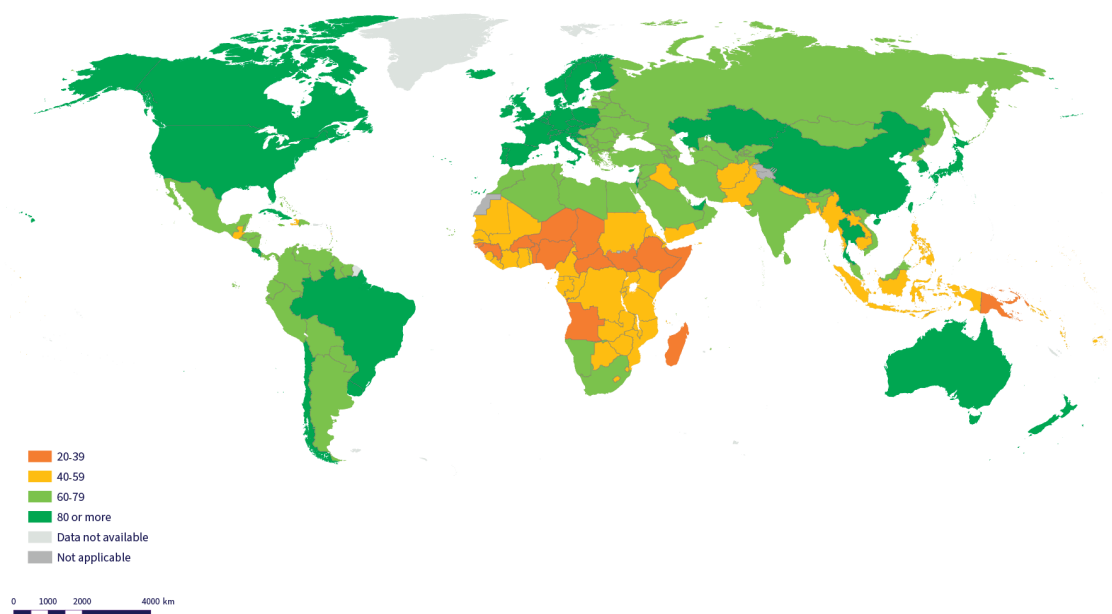 20-39
40-59
60-79
80 or more
Data not available
Not applicable
0 1000 2000 4000 km